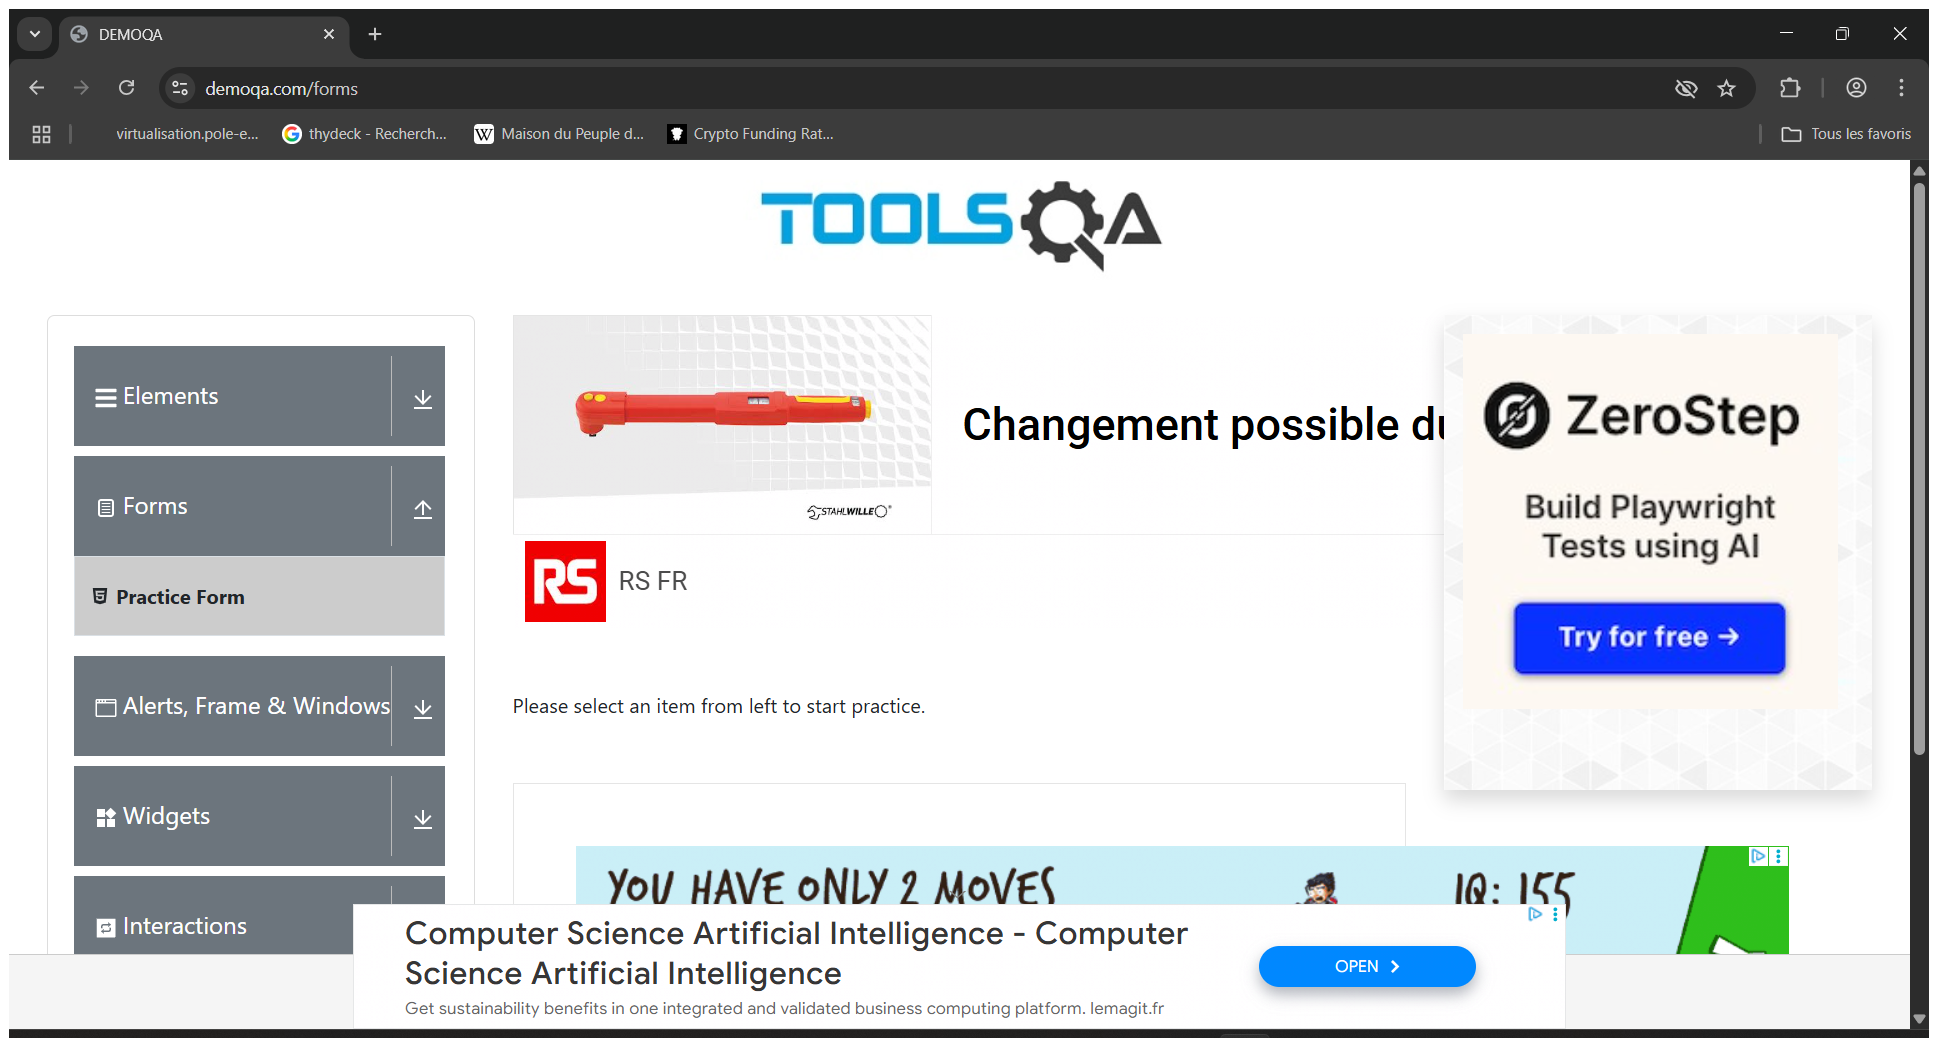 DEMOQA
demoqa.com/forms
virtualisation.pole-e...
thydeck - Recherch...
Maison du Peuple d...
Crypto Funding Rat...
Tous les favoris
TOOLSQA
Elements
Forms
Practice Form
Alerts, Frame & Windows
Widgets
Interactions
STAHLWILLE
Changement possible du
RS
RS FR
Please select an item from left to start practice.
ZeroStep
Build Playwright
Tests using AI
Try for free →
YOU HAVE ONLY 2 MOVES
IQ: 155
Computer Science Artificial Intelligence - Computer
Science Artificial Intelligence
Get sustainability benefits in one integrated and validated business computing platform. lemagit.fr
OPEN